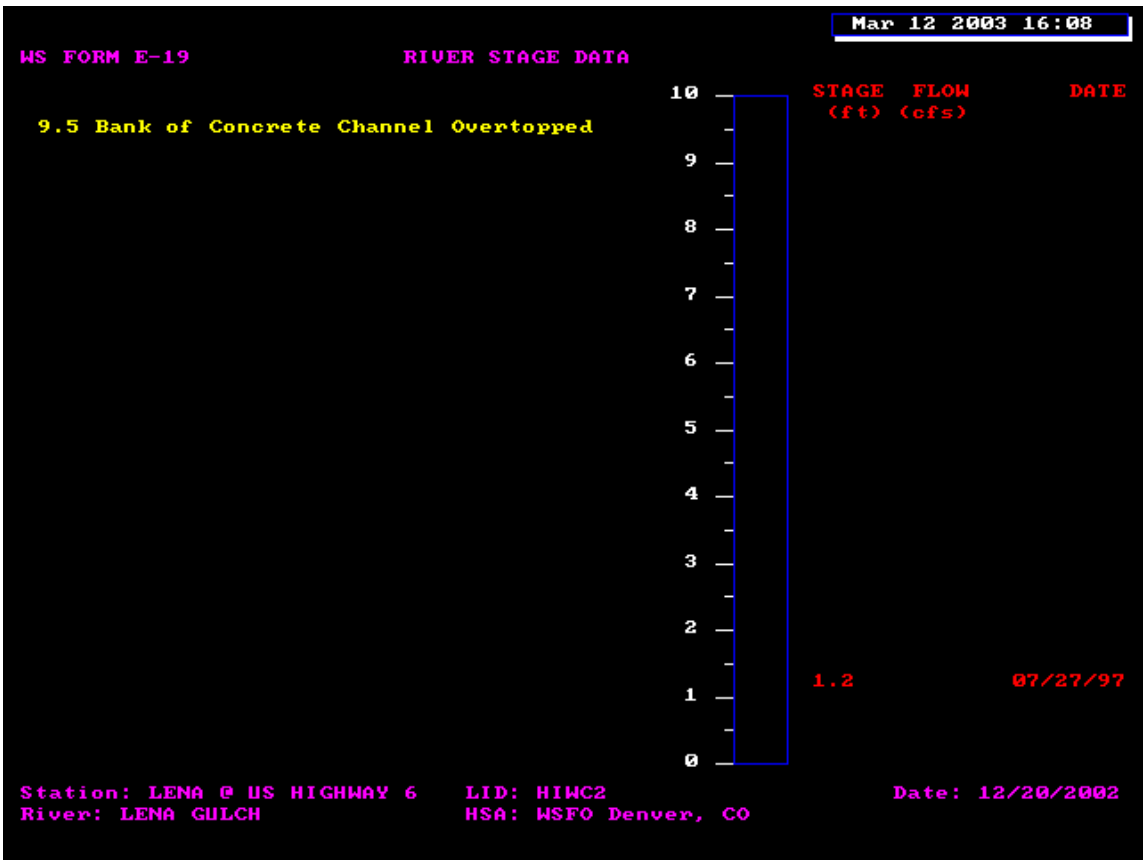 Mar 12 2003 16:08
WS FORM E-19 RIVER STAGE DATA
10 STAGE FLOW DATE
(ft) (cfs)
9.5 Bank of Concrete Channel Overtopped
9
8
7
6
5
4
3
2
1.2 07/27/97
1
0
Station: LENA @ US HIGHWAY 6 LID: HIWC2 Date: 12/20/2002
River: LENA GULCH HSA: WSFO Denver, CO